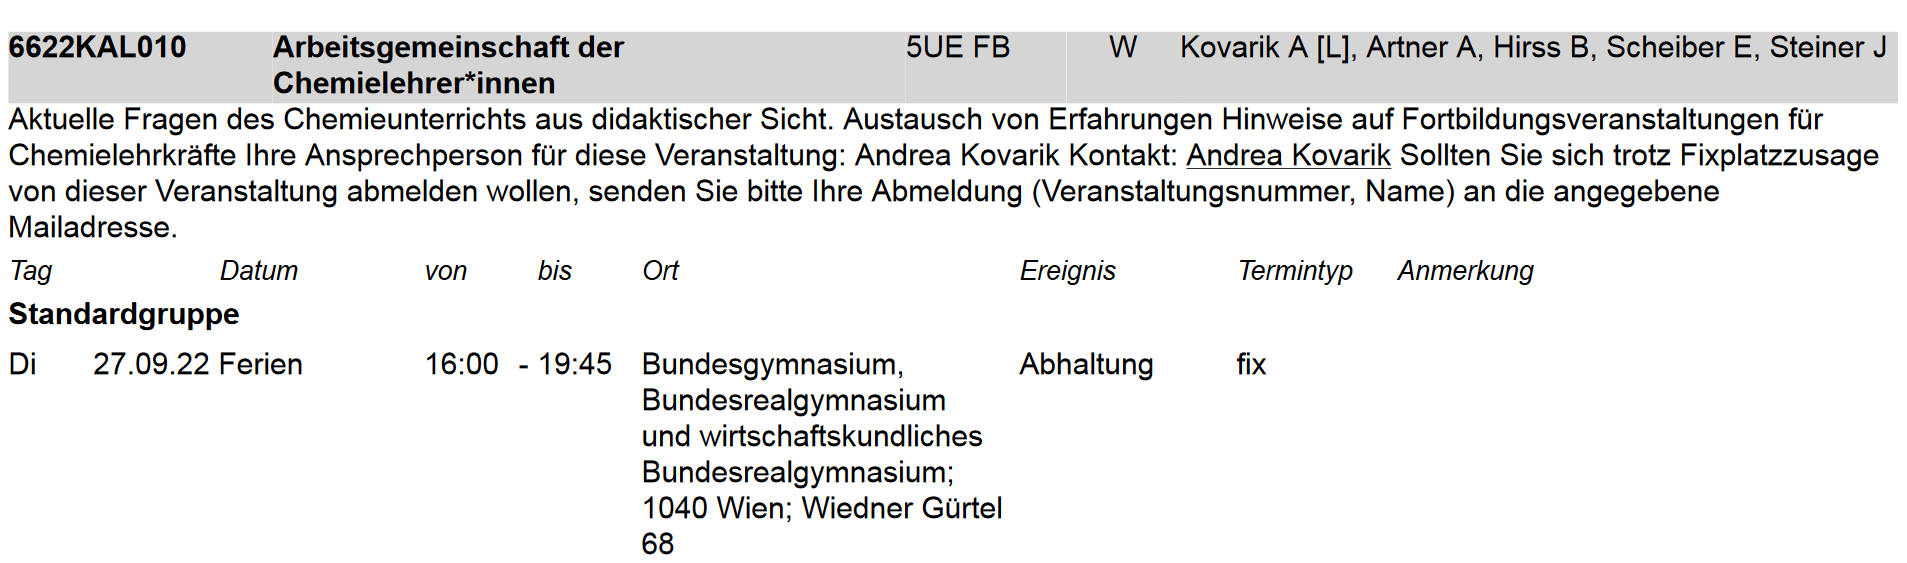 6622KAL010 Arbeitsgemeinschaft der 5UE FB W Kovarik A [L], Artner A, Hirss B, Scheiber E, Steiner J
Chemielehrer*innen
Aktuelle Fragen des Chemieunterrichts aus didaktischer Sicht. Austausch von Erfahrungen Hinweise auf Fortbildungsveranstaltungen für
Chemielehrkräfte Ihre Ansprechperson für diese Veranstaltung: Andrea Kovarik Kontakt: Andrea Kovarik Sollten Sie sich trotz Fixplatzzusage
von dieser Veranstaltung abmelden wollen, senden Sie bitte Ihre Abmeldung (Veranstaltungsnummer, Name) an die angegebene
Mailadresse.
Tag Datum von bis Ort Ereignis Termintyp Anmerkung
Standardgruppe
Di 27.09.22 Ferien 16:00 - 19:45 Bundesgymnasium, Abhaltung fix
Bundesrealgymnasium
und wirtschaftskundliches
Bundesrealgymnasium;
1040 Wien; Wiedner Gürtel
68